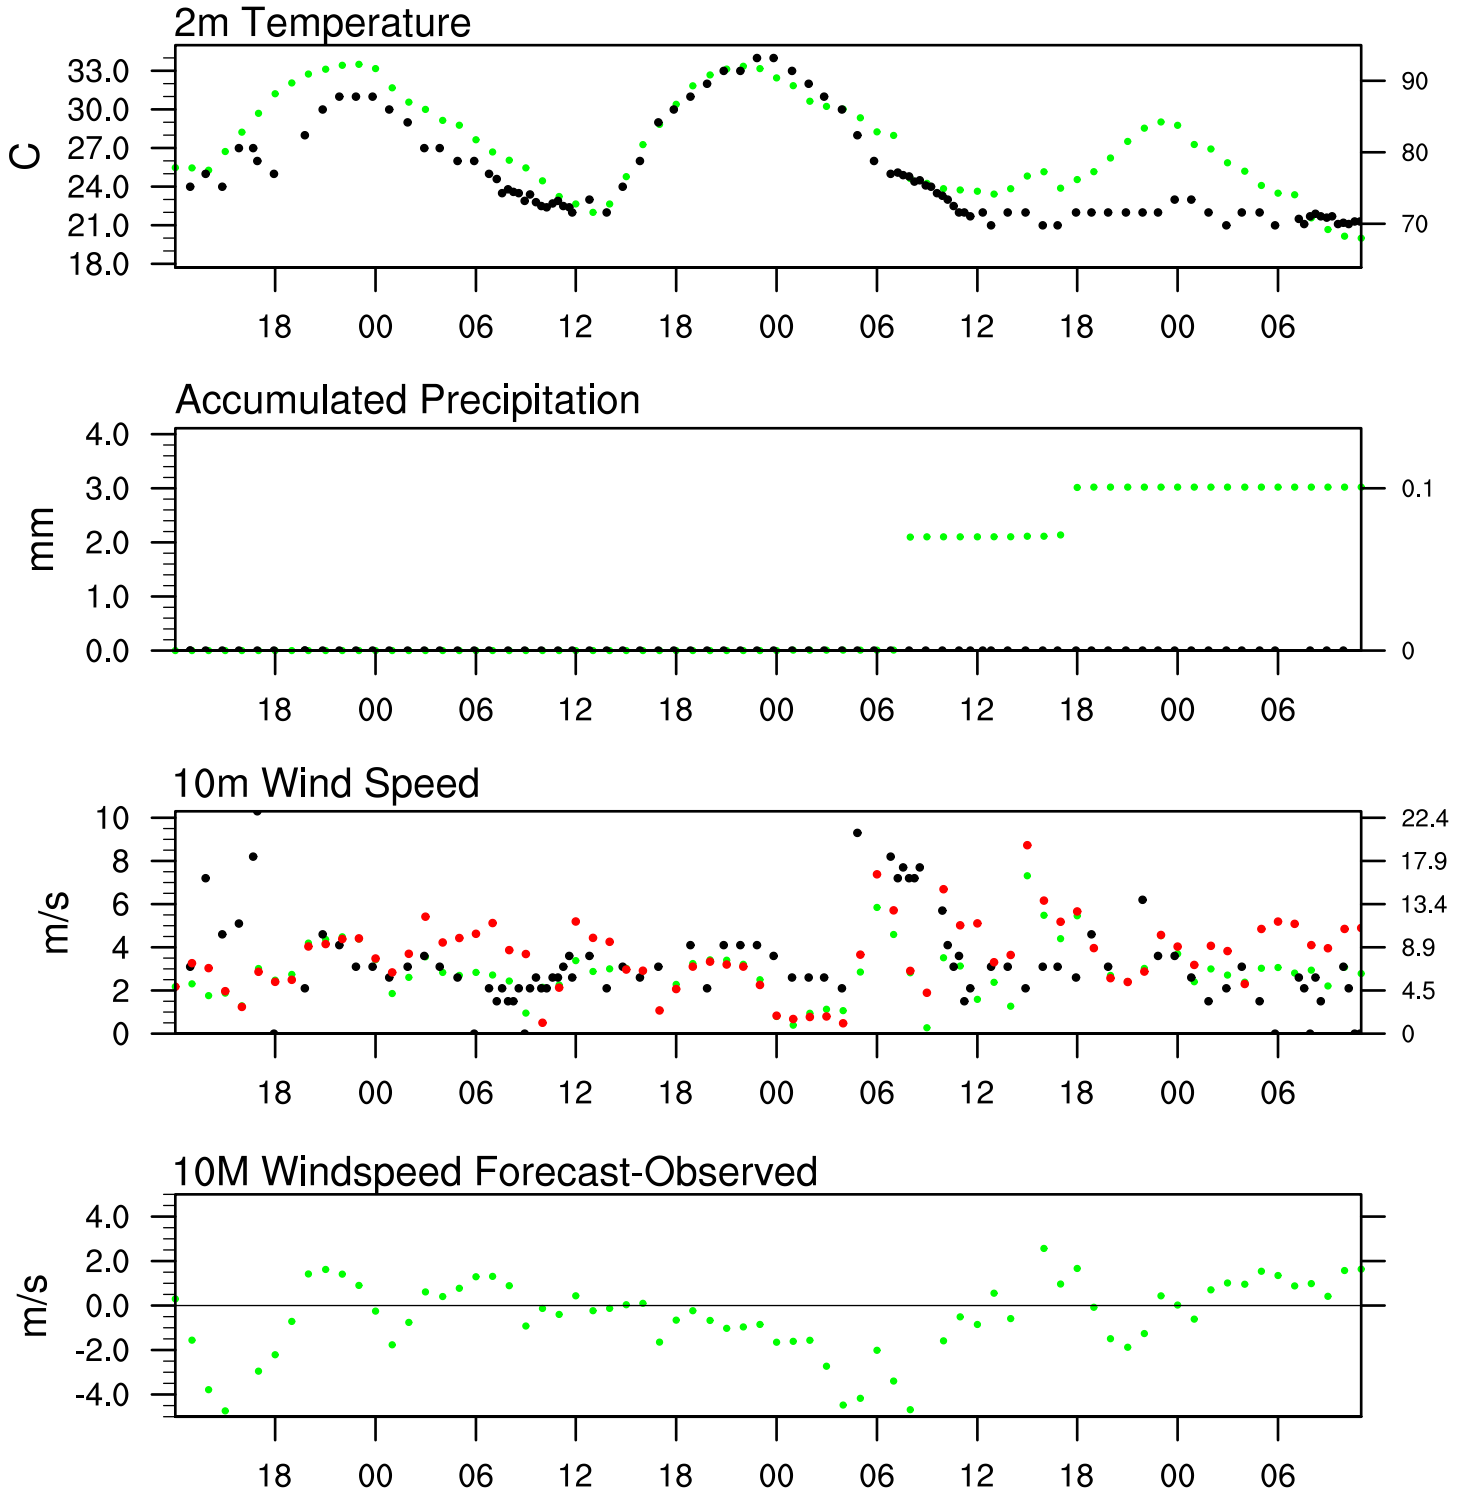 2m Temperature
C
33.0
30.0
27.0
24.0
21.0
18.0
90
80
70
18 00 06 12 18 00 06 12 18 00 06
Accumulated Precipitation
mm
4.0
3.0
2.0
1.0
0.0
0.1
0
18 00 06 12 18 00 06 12 18 00 06
10m Wind Speed
m/s
10
8
6
4
2
0
22.4
17.9
13.4
8.9
4.5
0
18 00 06 12 18 00 06 12 18 00 06
10M Windspeed Forecast-Observed
m/s
4.0
2.0
0.0
-2.0
-4.0
18 00 06 12 18 00 06 12 18 00 06